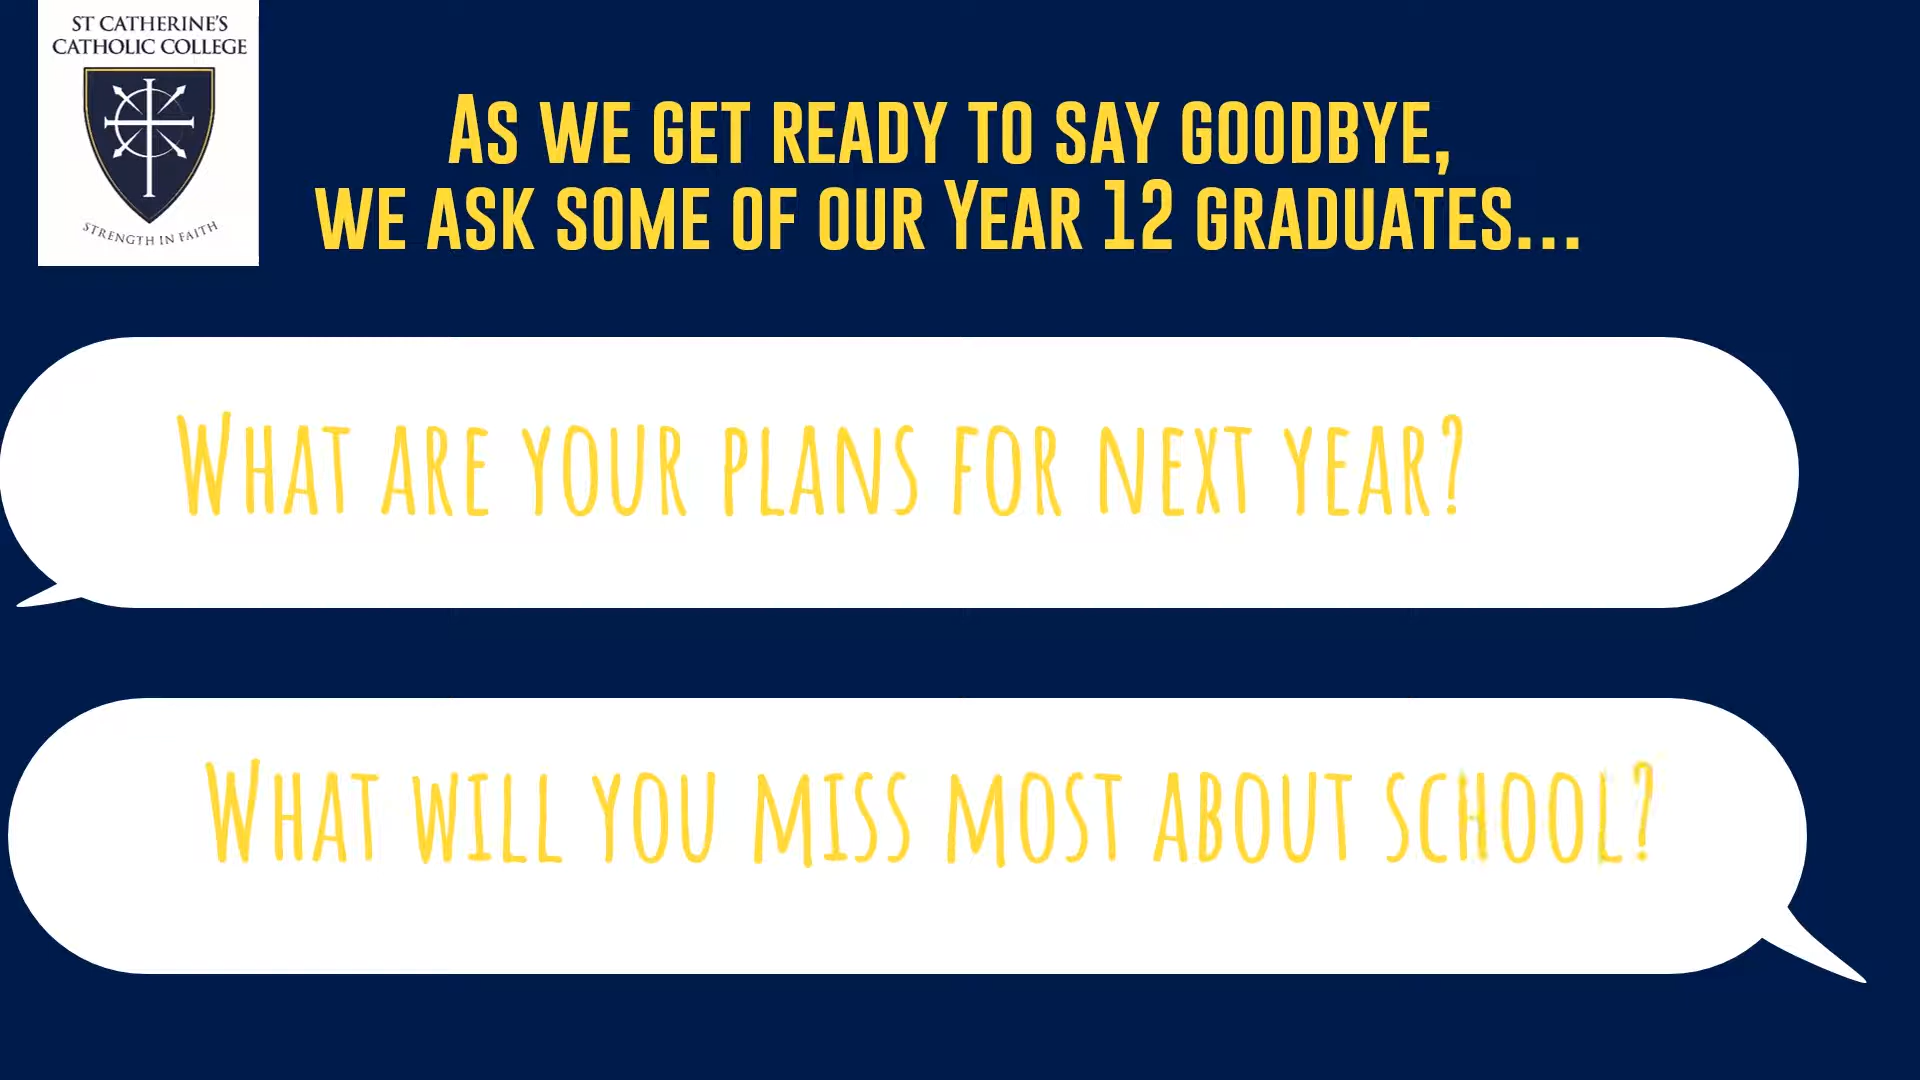 ST CATHERINE'S
CATHOLIC COLLEGE
STRENGTH IN FAITH
AS WE GET READY TO SAY GOODBYE,
WE ASK SOME OF OUR YEAR 12 GRADUATES...
WHAT ARE YOUR PLANS FOR NEXT YEAR?
WHAT WILL YOU MISS MOST ABOUT SCHOOL?